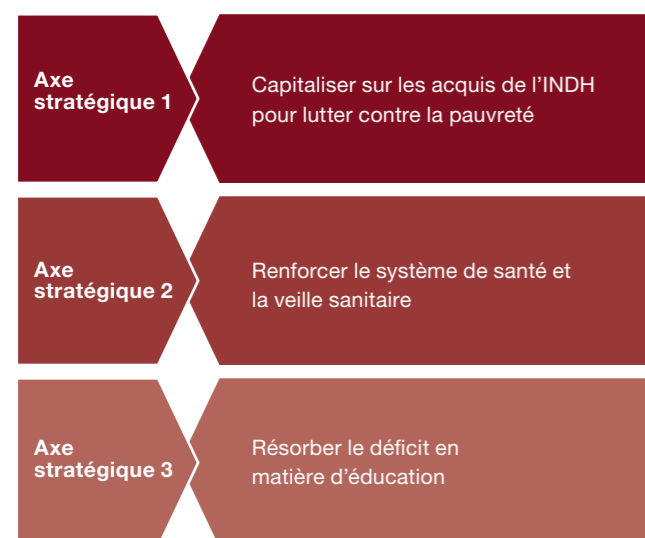 Axe
stratégique 1
Capitaliser sur les acquis de l’INDH
pour lutter contre la pauvreté
Axe
stratégique 2
Renforcer le système de santé et
la veille sanitaire
Axe
stratégique 3
Résorber le déficit en
matière d’éducation